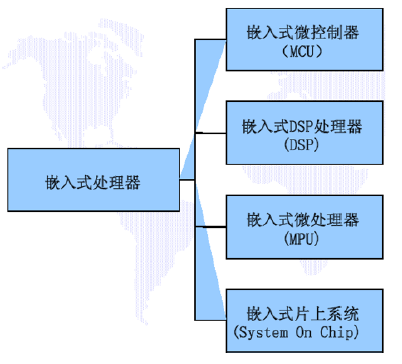 嵌入式微控制器
（MCU）
嵌入式DSP处理器
(DSP)
嵌入式处理器
嵌入式微处理器
(MPU)
嵌入式片上系统
(System On Chip)